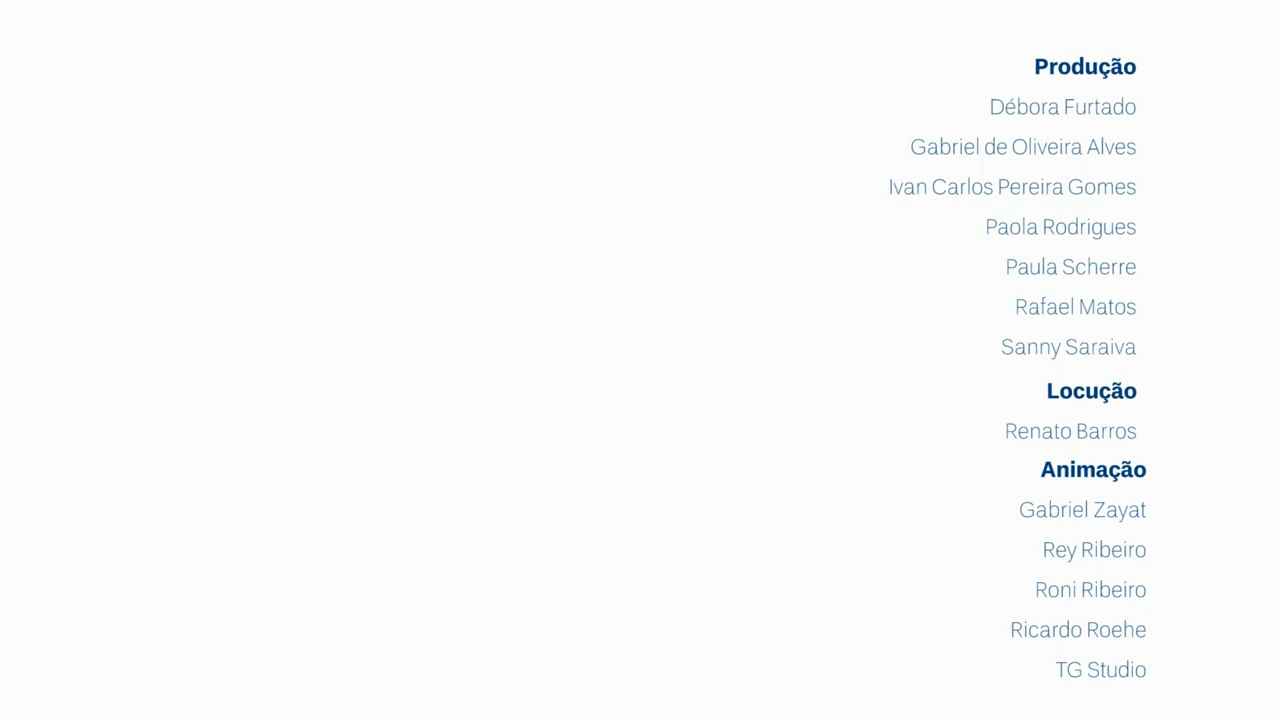 Produção
Débora Furtado
Gabriel de Oliveira Alves
Ivan Carlos Pereira Gomes
Paola Rodrigues
Paula Scherre
Rafael Matos
Sanny Saraiva
Locução
Renato Barros
Animação
Gabriel Zayat
Rey Ribeiro
Roni Ribeiro
Ricardo Roehe
TG Studio